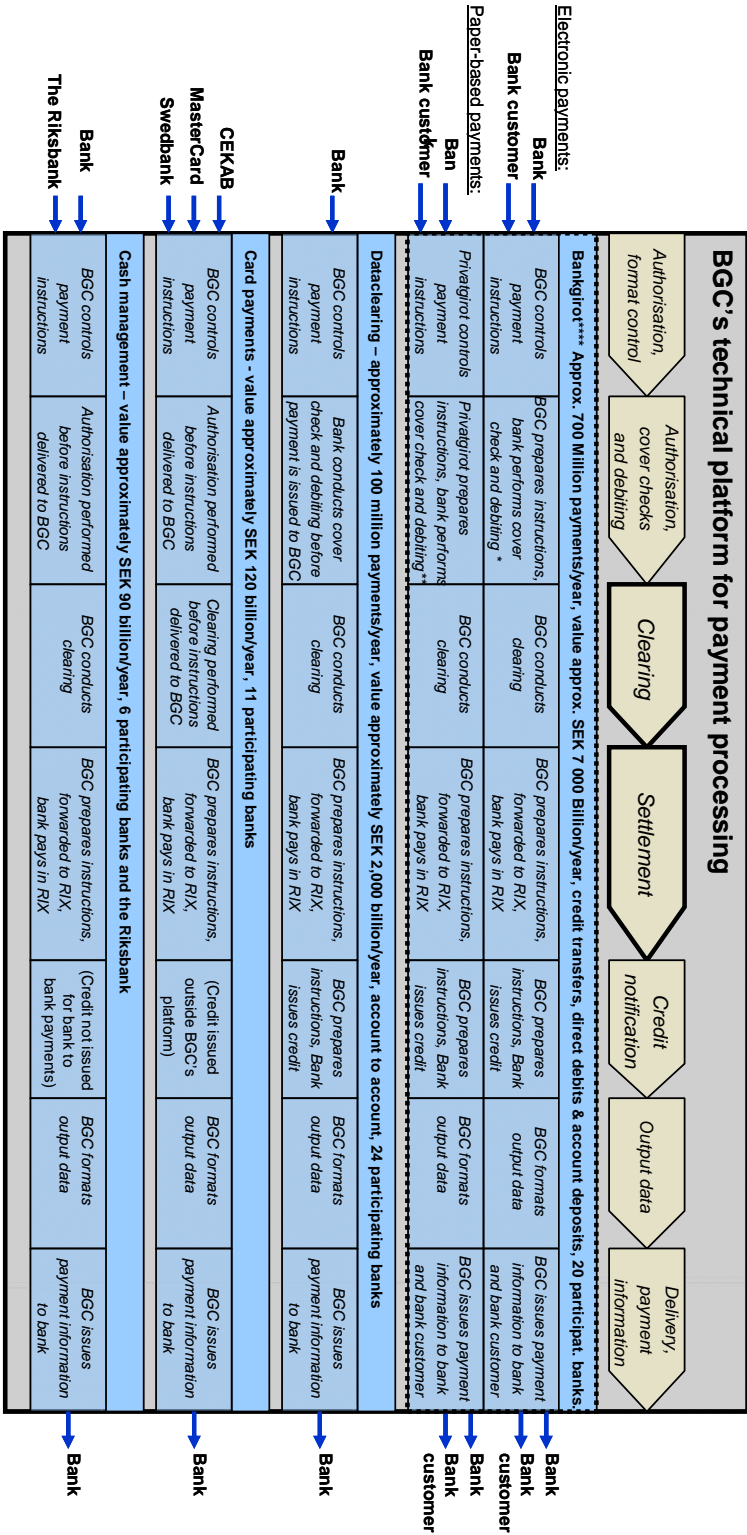 BGC's technical platform for payment processing
Authorisation,
format control
Authorisation,
cover checks
and debiting
Clearing
Settlement
Credit
notification
Output data
Delivery,
payment
information
Bankgirot**** Approx. 700 Million payments/year, value approx. SEK 7 000 Billion/year, credit transfers, direct debits & account deposits, 20 participat. banks,
Electronic payments:
Bank
Bank customer
BGC controls
payment
instructions
BGC prepares instructions,
bank performs cover
check and debiting *
BGC conducts
clearing
BGC prepares instructions,
forwarded to RIX,
bank pays in RIX
BGC prepares
instructions, Bank
issues credit
BGC formats
output data
BGC issues payment
information to bank
and bank customer
Bank
Bank
customer
Paper-based payments:
Ban
k
Bank customer
Privatgirot controls
payment
instructions
Privatgirot prepares
instructions, bank performs
cover check and debiting **
BGC conducts
clearing
BGC prepares instructions,
forwarded to RIX,
bank pays in RIX
BGC prepares
instructions, Bank
issues credit
BGC formats
output data
BGC issues payment
information to bank
and bank customer
Bank
Bank
customer
Dataclearing – approximately 100 million payments/year, value approximately SEK 2,000 billion/year, account to account, 24 participating banks
Bank
BGC controls
payment
instructions
Bank conducts cover
check and debiting before
payment is issued to BGC
BGC conducts
clearing
BGC prepares instructions,
forwarded to RIX,
bank pays in RIX
BGC prepares
instructions, Bank
issues credit
BGC formats
output data
BGC issues
payment information
to bank
Bank
Card payments - value approximately SEK 120 billion/year, 11 participating banks
CEKAB
MasterCard
Swedbank
BGC controls
payment
instructions
Authorisation performed
before instructions
delivered to BGC
Clearing performed
before instructions
delivered to BGC
BGC prepares instructions,
forwarded to RIX,
bank pays in RIX
(Credit issued
outside BGC's
platform)
BGC formats
output data
BGC issues
payment information
to bank
Bank
Cash management – value approximately SEK 90 billion/year, 6 participating banks and the Riksbank
Bank
The Riksbank
BGC controls
payment
instructions
Authorisation performed
before instructions
delivered to BGC
BGC conducts
clearing
BGC prepares instructions,
forwarded to RIX,
bank pays in RIX
(Credit not issued
for bank to
bank payments)
BGC formats
output data
BGC issues
payment information
to bank
Bank